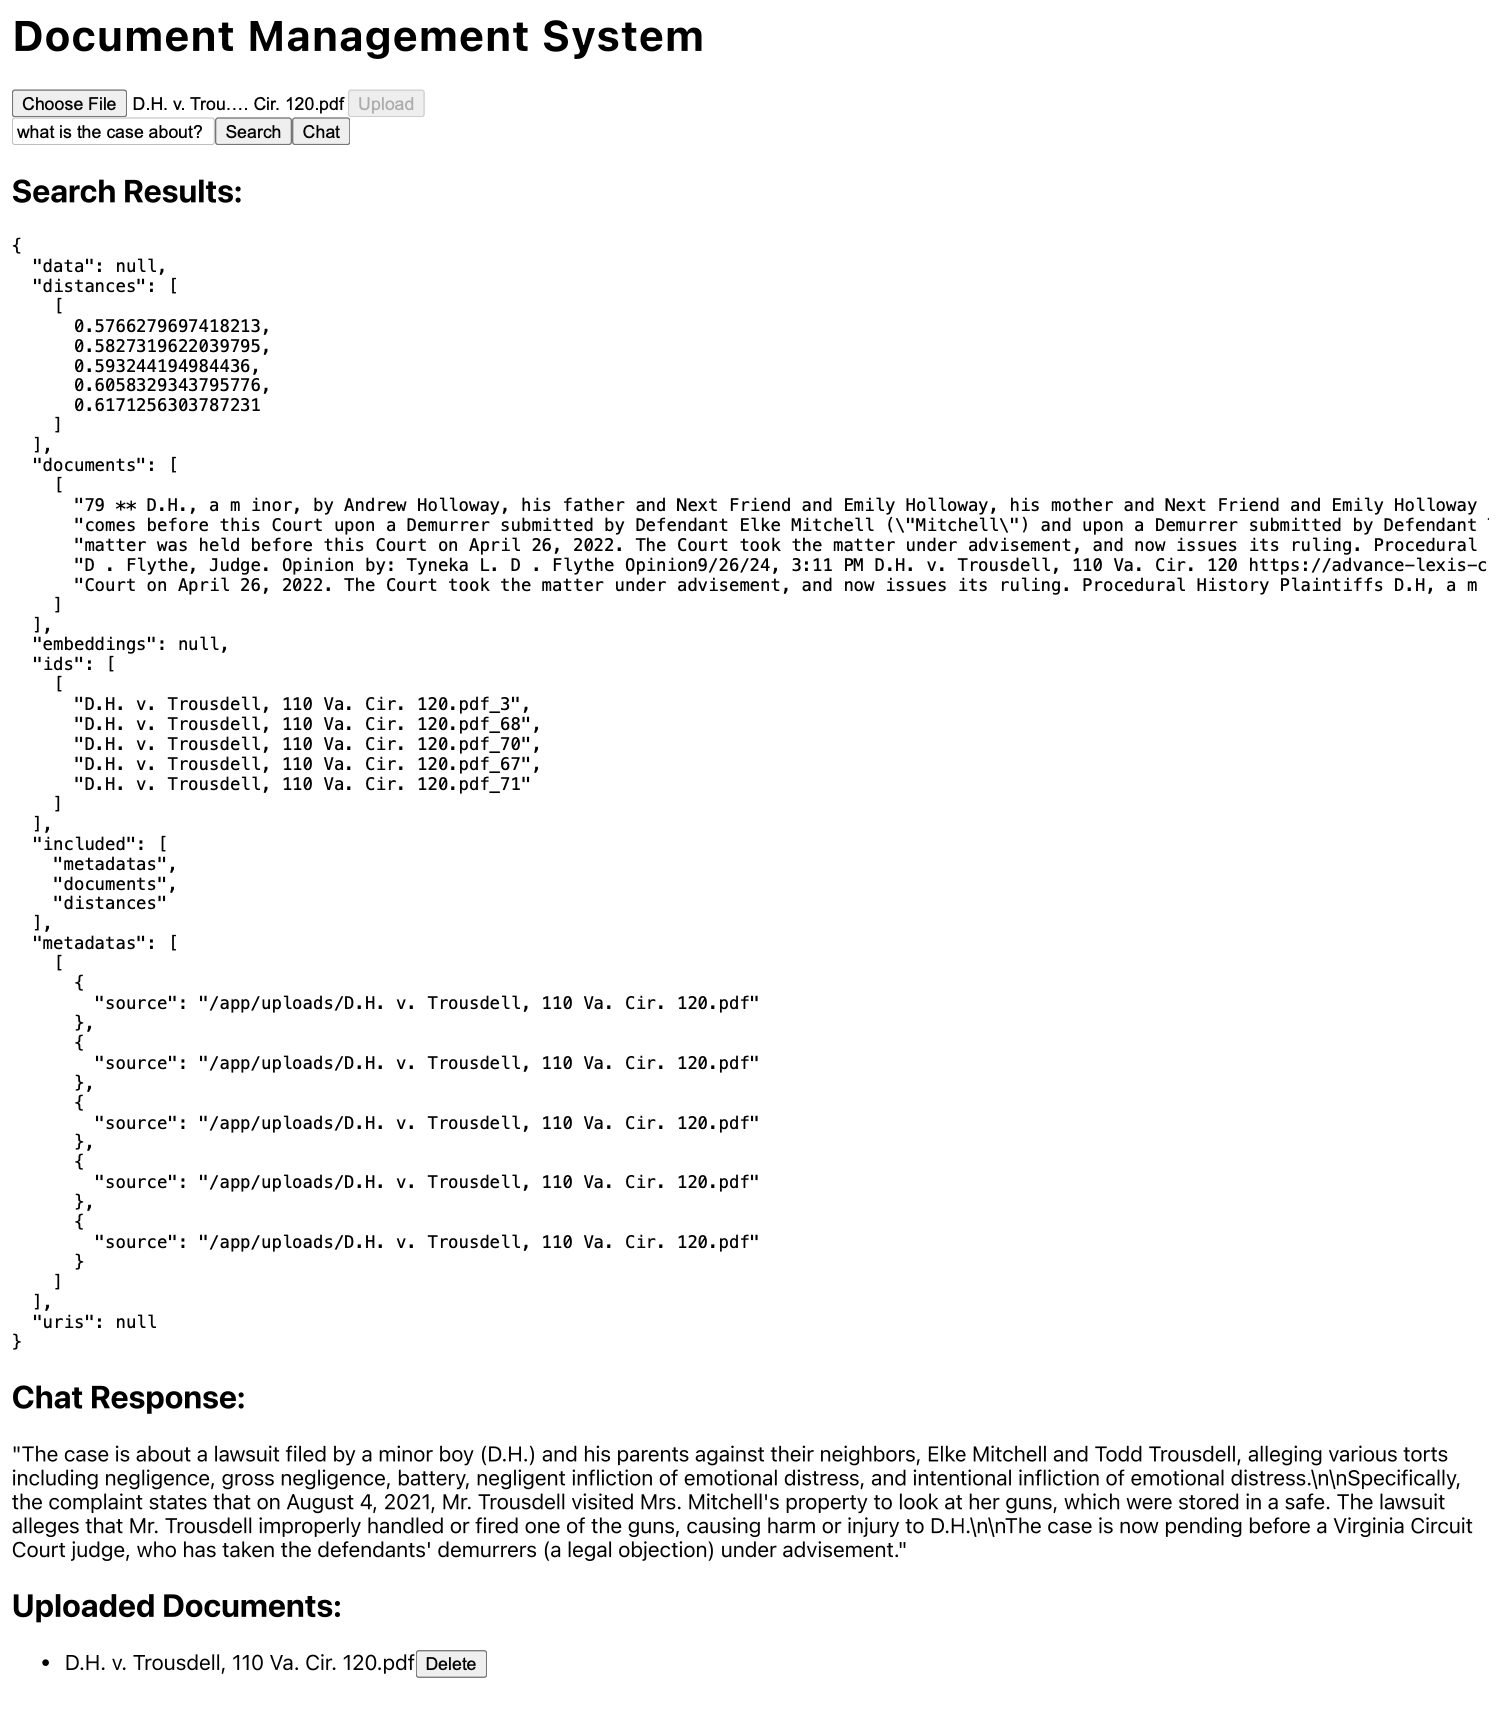 Document Management System
Choose File D.H. v. Trou…. Cir. 120.pdf Upload
what is the case about? Search Chat
Search Results:
{
  "data": null,
  "distances": [
    [
      0.5766279697418213,
      0.5827319622039795,
      0.593244194984436,
      0.6058329343795776,
      0.6171256303787231
    ]
  ],
  "documents": [
    [
      "79 ** D.H., a m inor, by Andrew Holloway, his father and Next Friend and Emily Holloway, his mother and Next Friend and Emily Holloway
      "comes before this Court upon a Demurrer submitted by Defendant Elke Mitchell (\"Mitchell\") and upon a Demurrer submitted by Defendant
      "matter was held before this Court on April 26, 2022. The Court took the matter under advisement, and now issues its ruling. Procedural
      "D . Flythe, Judge. Opinion by: Tyneka L. D . Flythe Opinion9/26/24, 3:11 PM D.H. v. Trousdell, 110 Va. Cir. 120 https://advance-lexis-c
      "Court on April 26, 2022. The Court took the matter under advisement, and now issues its ruling. Procedural History Plaintiffs D.H, a m
    ]
  ],
  "embeddings": null,
  "ids": [
    [
      "D.H. v. Trousdell, 110 Va. Cir. 120.pdf_3",
      "D.H. v. Trousdell, 110 Va. Cir. 120.pdf_68",
      "D.H. v. Trousdell, 110 Va. Cir. 120.pdf_70",
      "D.H. v. Trousdell, 110 Va. Cir. 120.pdf_67",
      "D.H. v. Trousdell, 110 Va. Cir. 120.pdf_71"
    ]
  ],
  "included": [
    "metadatas",
    "documents",
    "distances"
  ],
  "metadatas": [
    [
      {
        "source": "/app/uploads/D.H. v. Trousdell, 110 Va. Cir. 120.pdf"
      },
      {
        "source": "/app/uploads/D.H. v. Trousdell, 110 Va. Cir. 120.pdf"
      },
      {
        "source": "/app/uploads/D.H. v. Trousdell, 110 Va. Cir. 120.pdf"
      },
      {
        "source": "/app/uploads/D.H. v. Trousdell, 110 Va. Cir. 120.pdf"
      },
      {
        "source": "/app/uploads/D.H. v. Trousdell, 110 Va. Cir. 120.pdf"
      }
    ]
  ],
  "uris": null
}
Chat Response:
"The case is about a lawsuit filed by a minor boy (D.H.) and his parents against their neighbors, Elke Mitchell and Todd Trousdell, alleging various torts
including negligence, gross negligence, battery, negligent infliction of emotional distress, and intentional infliction of emotional distress.\n\nSpecifically,
the complaint states that on August 4, 2021, Mr. Trousdell visited Mrs. Mitchell's property to look at her guns, which were stored in a safe. The lawsuit
alleges that Mr. Trousdell improperly handled or fired one of the guns, causing harm or injury to D.H.\n\nThe case is now pending before a Virginia Circuit
Court judge, who has taken the defendants' demurrers (a legal objection) under advisement."
Uploaded Documents:
• D.H. v. Trousdell, 110 Va. Cir. 120.pdf Delete